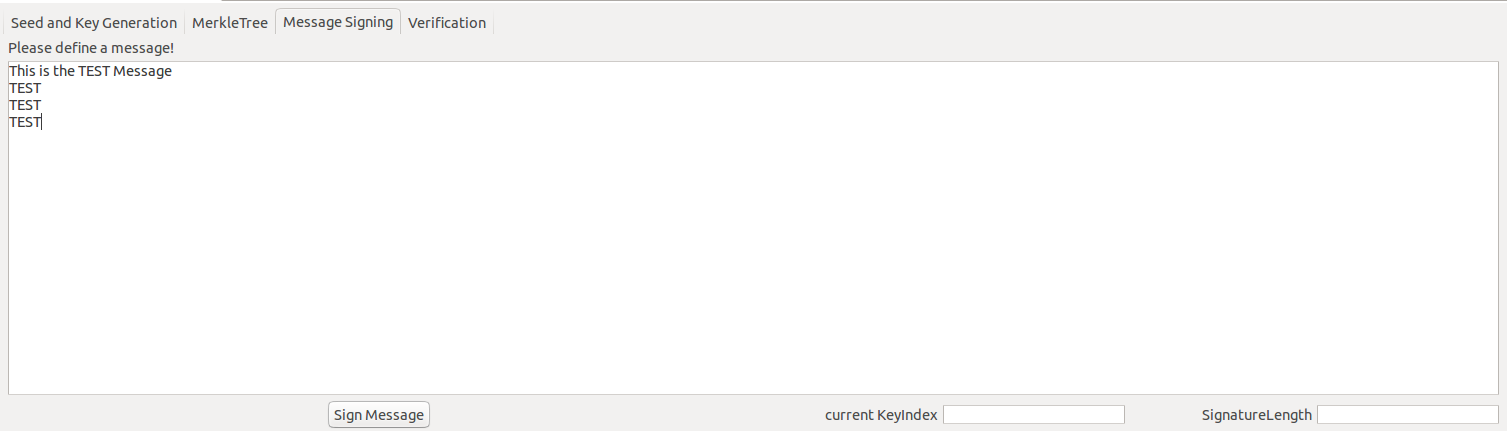 Seed and Key Generation MerkleTree Message Signing Verification
Please define a message!
This is the TEST Message
TEST
TEST
TEST
Sign Message current KeyIndex SignatureLength